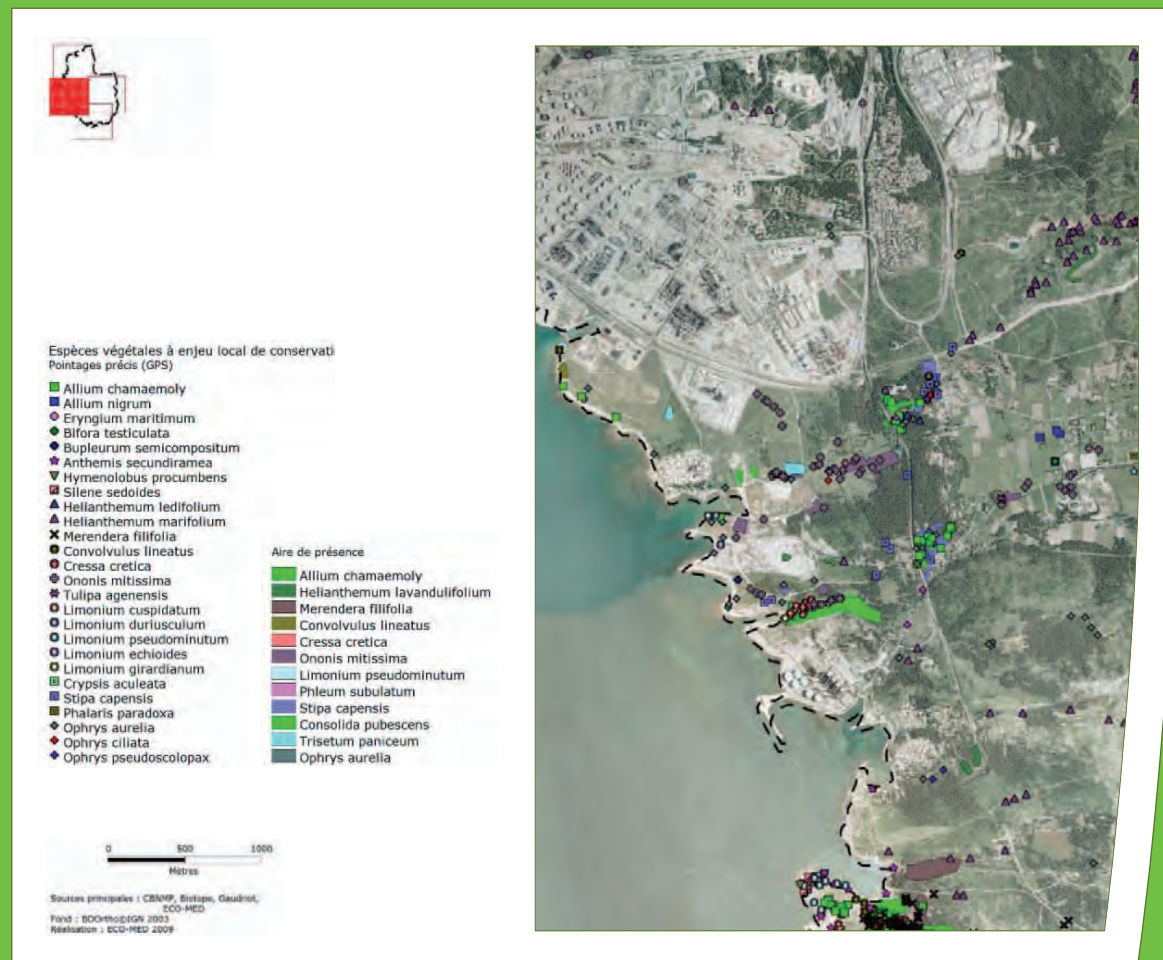 Espèces végétales à enjeu local de conservati
Pointages précis (GPS)
Allium chamaemoly
Allium nigrum
Eryngium maritimum
Bifora testiculata
Bupleurum semicompositum
Anthemis secundiramea
Hymenolobus procumbens
Silene sedoides
Helianthemum ledifolium
Helianthemum marifolium
Merendera filifolia
Convolvulus lineatus
Cressa cretica
Ononis mitissima
Tulipa agenensis
Limonium cuspidatum
Limonium duriusculum
Limonium pseudominutum
Limonium echioides
Limonium girardianum
Crypsis aculeata
Stipa capensis
Phalaris paradoxa
Ophrys aurelia
Ophrys ciliata
Ophrys pseudoscolopax
Aire de présence
Allium chamaemoly
Helianthemum lavandulifolium
Merendera filifolia
Convolvulus lineatus
Cressa cretica
Ononis mitissima
Limonium pseudominutum
Phleum subulatum
Stipa capensis
Consolida pubescens
Trisetum paniceum
Ophrys aurelia
0 500 1000
Mètres
Sources principales : CBNMP, Biotope, Gaudriot,
ECO-MED
Fond : BDOrtho©IGN 2003
Réalisation : ECO-MED 2009